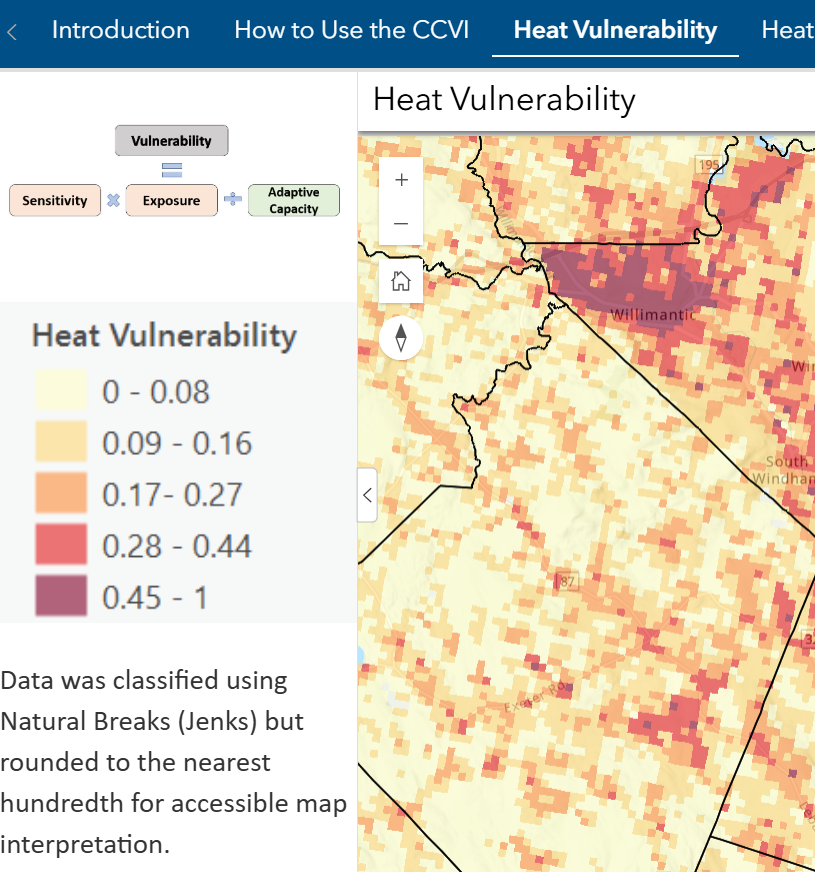 Introduction
How to Use the CCVI
Heat Vulnerability
Heat
Heat Vulnerability
Vulnerability
=
Sensitivity × Exposure + Adaptive
Capacity
Heat Vulnerability
0 - 0.08
0.09 - 0.16
0.17- 0.27
0.28 - 0.44
0.45 - 1
Data was classified using
Natural Breaks (Jenks) but
rounded to the nearest
hundredth for accessible map
interpretation.
+
−
195
Willimantic
South
Windham
87
Exeter Rd